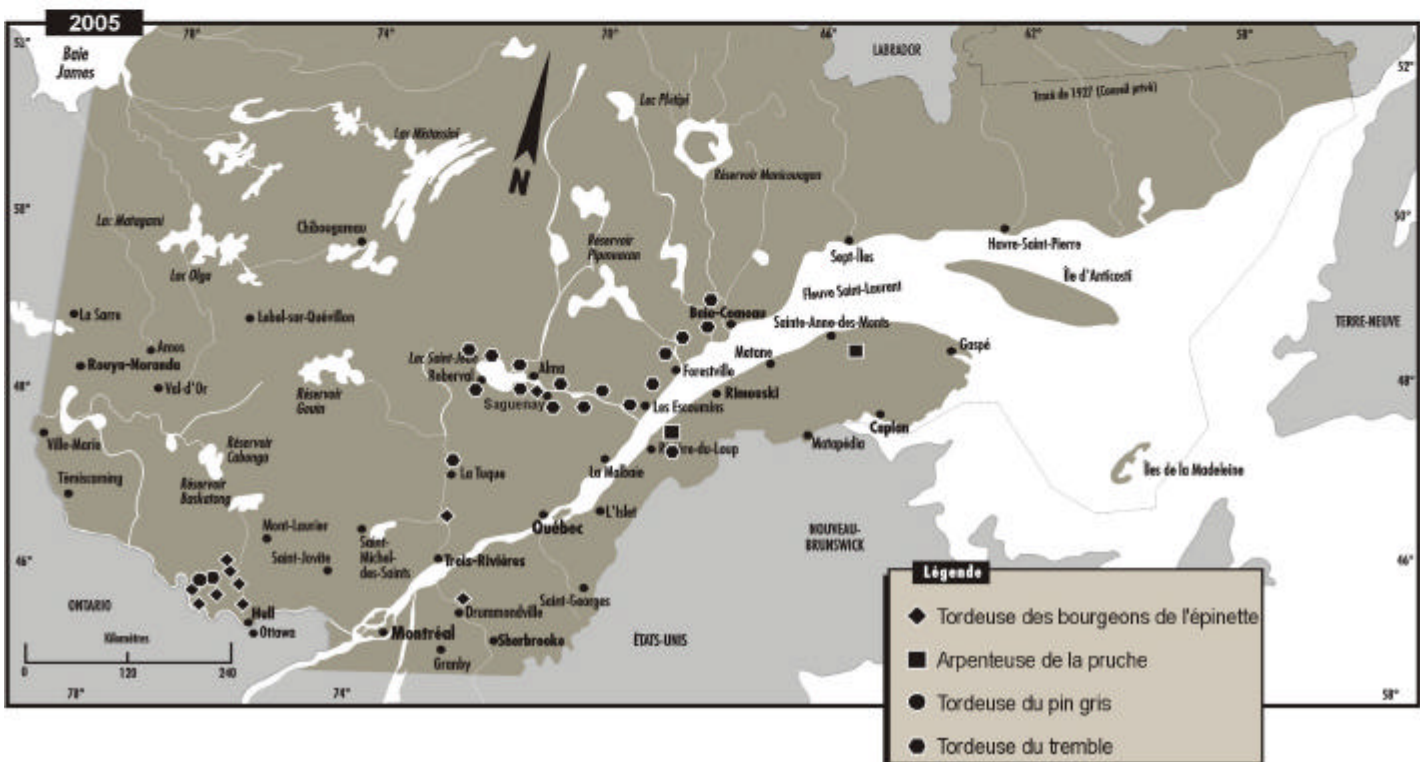 2005
52°
78°
74°
70°
66°
62°
58°
52°
Baie
James
LABRADOR
Tracé de 1927 (Conseil privé)
Lac Plétipi
Lac Mistassini
N
Réservoir Manicouagan
50°
50°
Lac Matagami
Chibougamau
Lac Olga
Réservoir
Pipmuacan
Sept-Îles
Havre-Saint-Pierre
Île d'Anticosti
Fleuve Saint-Laurent
La Sarre
Lebel-sur-Quévillon
Baie-Comeau
Sainte-Anne-des-Monts
TERRE-NEUVE
Amos
Rouyn-Noranda
Val-d'Or
Lac Saint-Jean
Roberval
Alma
Matane
Gaspé
Forestville
48°
48°
Réservoir
Gouin
Saguenay
Rimouski
Les Escoumins
Caplan
Ville-Marie
Réservoir
Cabonga
Rivière-du-Loup
Matapédia
Témiscaming
Réservoir
Baskatong
La Tuque
La Malbaie
Îles de la Madeleine
Mont-Laurier
Québec
L'Islet
Saint-Jovite
Saint-
Michel-
des-Saints
Trois-Rivières
NOUVEAU-
BRUNSWICK
46°
46°
ONTARIO
Hull
Ottawa
Drummondville
Saint-Georges
Montréal
Sherbrooke
Granby
ÉTATS-UNIS
Kilomètres
0
120
240
78°
74°
58°
Légende
Tordeuse des bourgeons de l'épinette
Arpenteuse de la pruche
Tordeuse du pin gris
Tordeuse du tremble